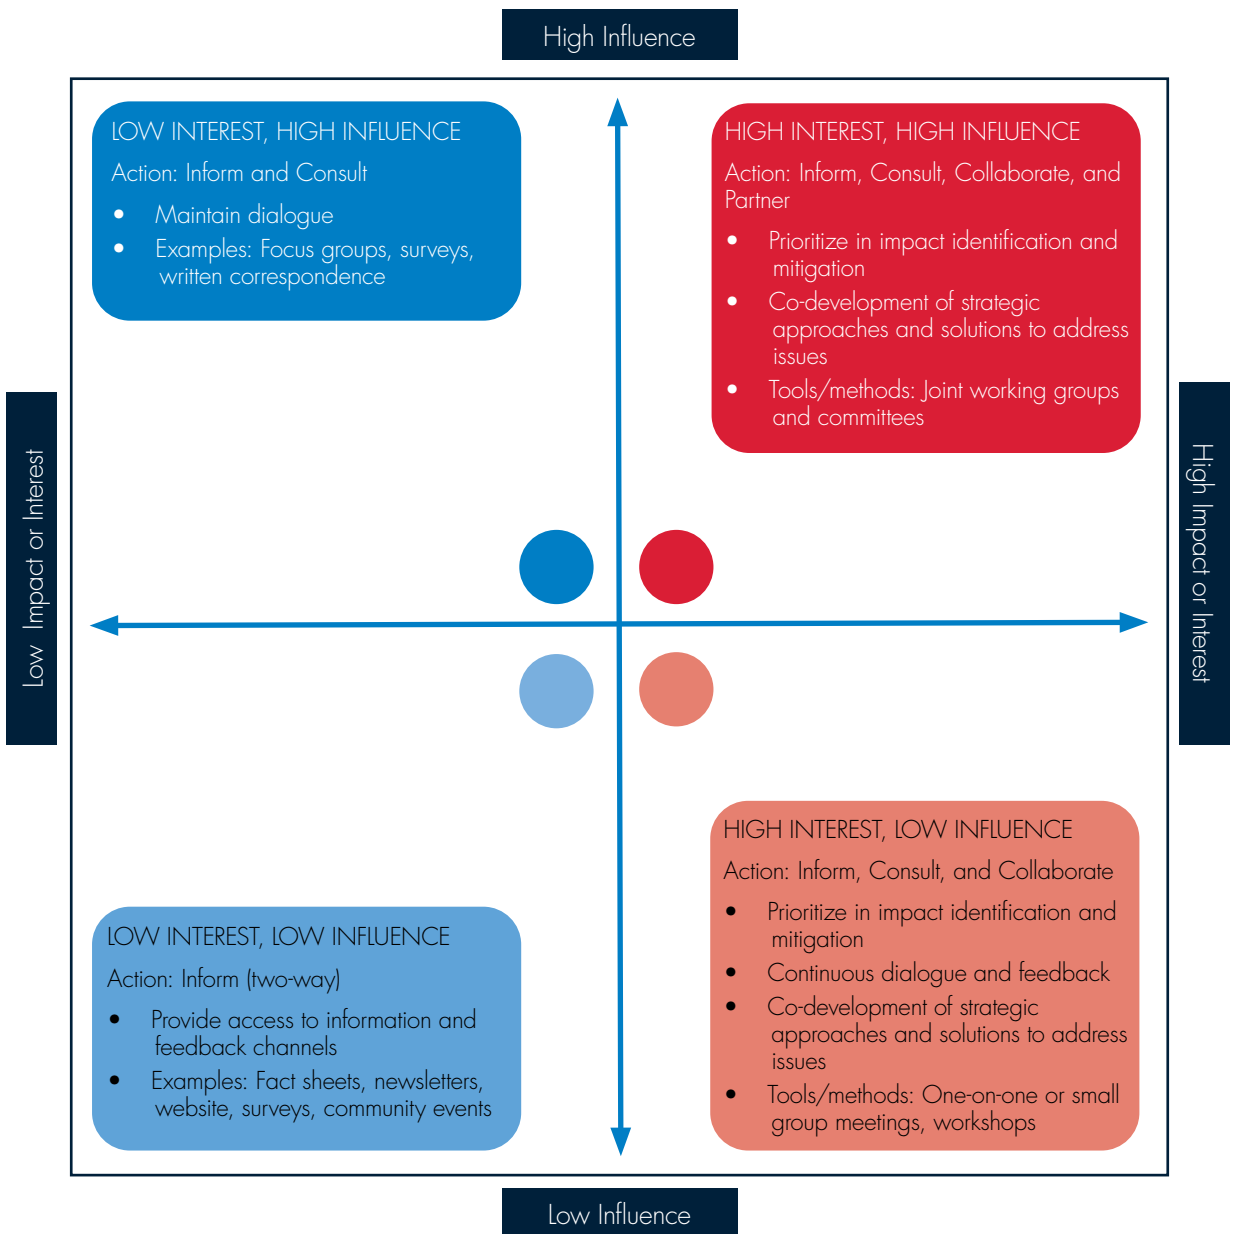 High Influence
LOW INTEREST, HIGH INFLUENCE
Action: Inform and Consult
• Maintain dialogue
• Examples: Focus groups, surveys,
written correspondence
HIGH INTEREST, HIGH INFLUENCE
Action: Inform, Consult, Collaborate, and
Partner
• Prioritize in impact identification and
mitigation
• Co-development of strategic
approaches and solutions to address
issues
• Tools/methods: Joint working groups
and committees
Low Impact or Interest
High Impact or Interest
LOW INTEREST, LOW INFLUENCE
Action: Inform (two-way)
• Provide access to information and
feedback channels
• Examples: Fact sheets, newsletters,
website, surveys, community events
HIGH INTEREST, LOW INFLUENCE
Action: Inform, Consult, and Collaborate
• Prioritize in impact identification and
mitigation
• Continuous dialogue and feedback
• Co-development of strategic
approaches and solutions to address
issues
• Tools/methods: One-on-one or small
group meetings, workshops
Low Influence